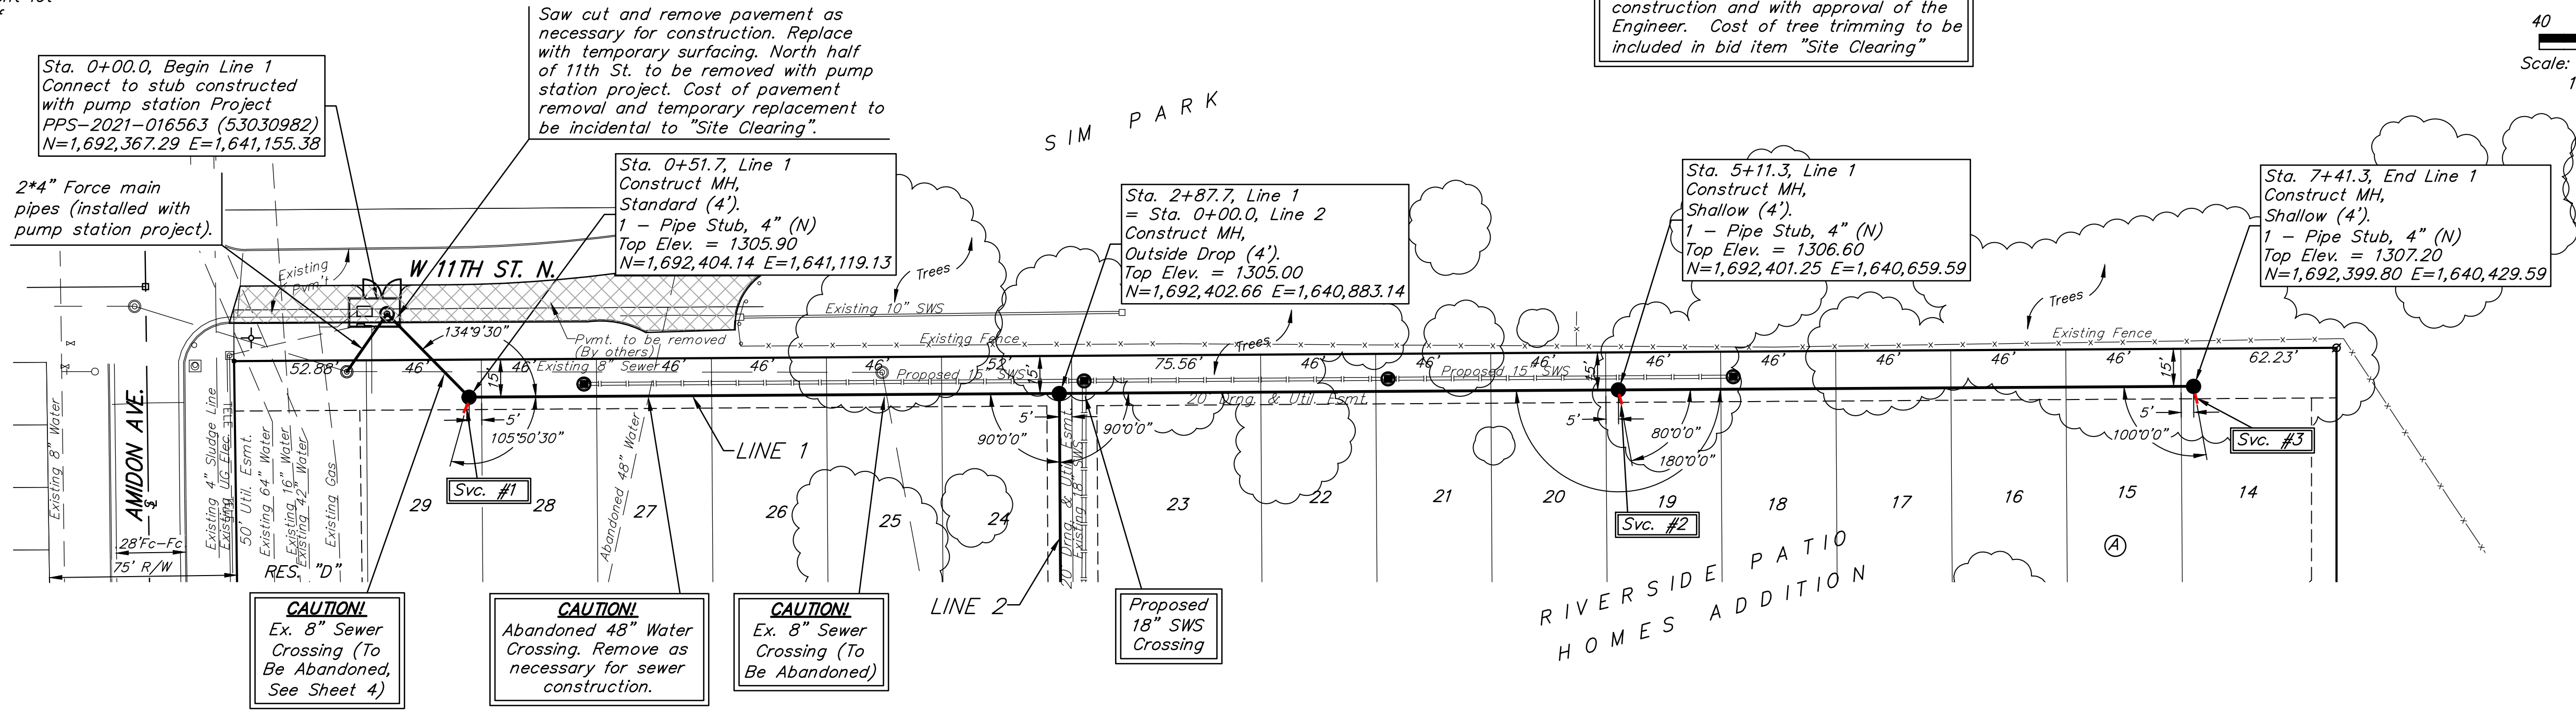 Saw cut and remove pavement as
necessary for construction. Replace
with temporary surfacing. North half
of 11th St. to be removed with pump
station project. Cost of pavement
removal and temporary replacement to
be incidental to "Site Clearing".
construction and with approval of the
Engineer. Cost of tree trimming to be
included in bid item "Site Clearing"
40
Scale:
Sta. 0+00.0, Begin Line 1
Connect to stub constructed
with pump station Project
PPS-2021-016563 (53030982)
N=1,692,367.29 E=1,641,155.38
2*4" Force main
pipes (installed with
pump station project).
Sta. 0+51.7, Line 1
Construct MH,
Standard (4').
1 - Pipe Stub, 4" (N)
Top Elev. = 1305.90
N=1,692,404.14 E=1,641,119.13
SIM PARK
Sta. 2+87.7, Line 1
= Sta. 0+00.0, Line 2
Construct MH,
Outside Drop (4').
Top Elev. = 1305.00
N=1,692,402.66 E=1,640,883.14
Sta. 5+11.3, Line 1
Construct MH,
Shallow (4').
1 - Pipe Stub, 4" (N)
Top Elev. = 1306.60
N=1,692,401.25 E=1,640,659.59
Sta. 7+41.3, End Line 1
Construct MH,
Shallow (4').
1 - Pipe Stub, 4" (N)
Top Elev. = 1307.20
N=1,692,399.80 E=1,640,429.59
Existing
Pvm't
W 11TH ST. N.
Trees
Trees
Trees
Existing 10" SWS
Existing Fence
Existing Fence
134°9'30"
Pvmt. to be removed
(By others)
52.88'
46'
46'
46'
46'
46'
52'
75.56'
46'
46'
46'
46'
46'
46'
46'
46'
62.23'
Existing 8" Sewer
Proposed 15" SWS
Proposed 15" SWS
15'
15'
15'
15'
20' Drng. & Util. Esmt.
5'
5'
5'
5'
105°50'30"
90°0'0"
90°0'0"
80°0'0"
180°0'0"
100°0'0"
LINE 1
Svc. #1
Svc. #2
Svc. #3
Existing 8" Water
AMIDON AVE.
28'Fc-Fc
75' R/W
Existing 4" Sludge Line
Existing UG Elec.
TELE
50' Util. Esmt.
Existing 64" Water
Existing 16" Water
Existing 42" Water
Existing Gas
RES. "D"
Abandoned 48" Water
20' Drng. & Util. Esmt.
Existing 18" SWS
29
28
27
26
25
24
23
22
21
20
19
18
17
16
15
14
A
LINE 2
RIVERSIDE PATIO
HOMES ADDITION
CAUTION!
Ex. 8" Sewer
Crossing (To
Be Abandoned,
See Sheet 4)
CAUTION!
Abandoned 48" Water
Crossing. Remove as
necessary for sewer
construction.
CAUTION!
Ex. 8" Sewer
Crossing (To
Be Abandoned)
Proposed
18" SWS
Crossing